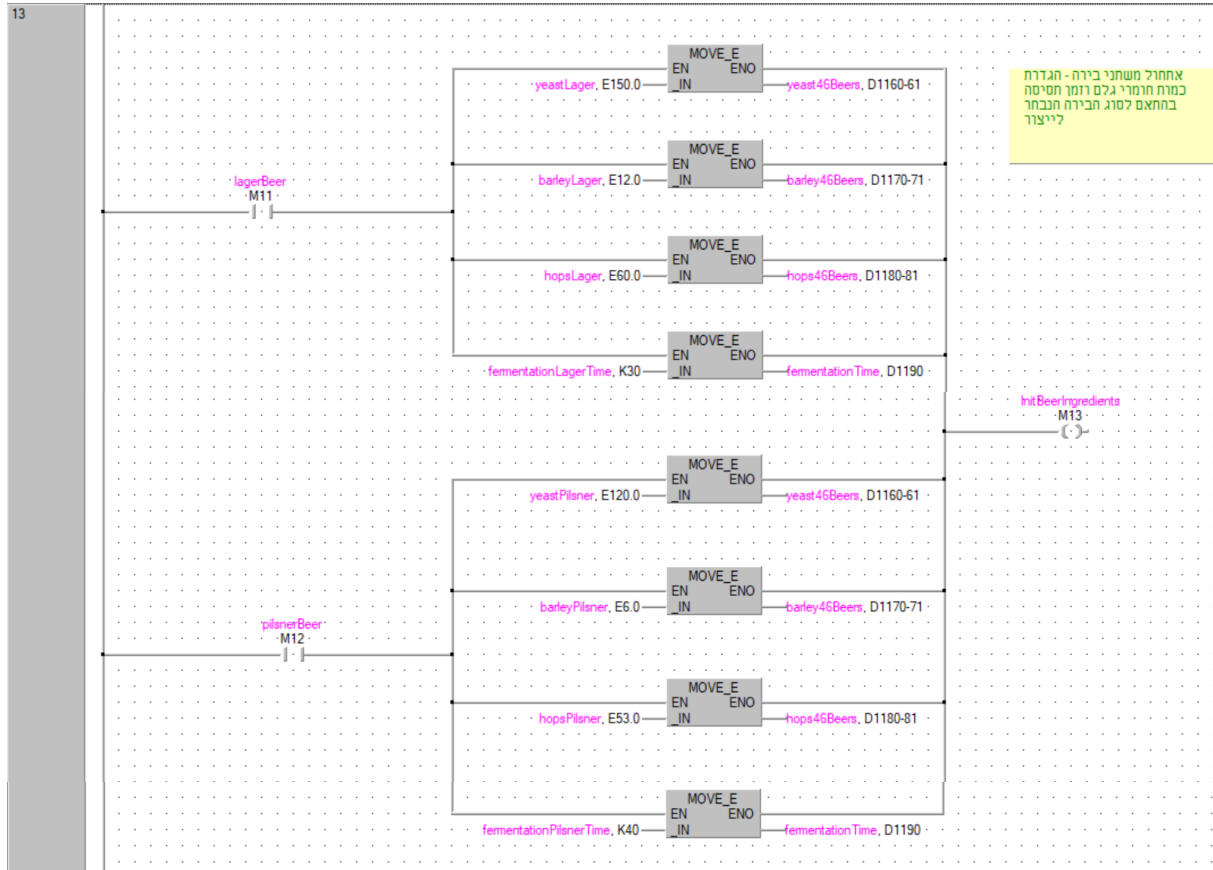 13
MOVE_E
EN ENO
yeastLager, E150.0 _IN yeast46Beers, D1160-61
אתחול משתני בירה - הגדרת
כמות חומרי גלם וזמן תסיסה
בהתאם לסוג הבירה הנבחר
לייצור
MOVE_E
EN ENO
barleyLager, E12.0 _IN barley46Beers, D1170-71
lagerBeer
M11
MOVE_E
EN ENO
hopsLager, E60.0 _IN hops46Beers, D1180-81
MOVE_E
EN ENO
fermentationLagerTime, K30 _IN fermentationTime, D1190
InitBeerIngredients
M13
MOVE_E
EN ENO
yeastPilsner, E120.0 _IN yeast46Beers, D1160-61
MOVE_E
EN ENO
barleyPilsner, E6.0 _IN barley46Beers, D1170-71
pilsnerBeer
M12
MOVE_E
EN ENO
hopsPilsner, E53.0 _IN hops46Beers, D1180-81
MOVE_E
EN ENO
fermentationPilsnerTime, K40 _IN fermentationTime, D1190